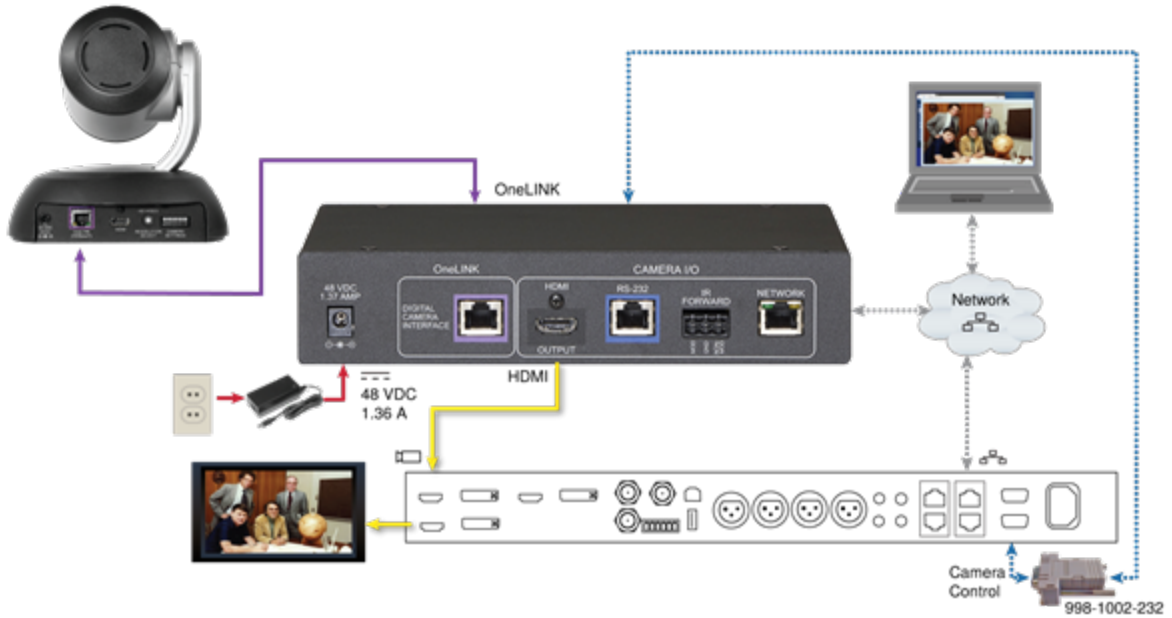 OneLINK
OneLINK
CAMERA I/O
48 VDC
1.37 AMP
DIGITAL
CAMERA
INTERFACE
HDMI
OUTPUT
RS-232
IR
FORWARD
NETWORK
Network
HDMI
48 VDC
1.36 A
Camera
Control
998-1002-232